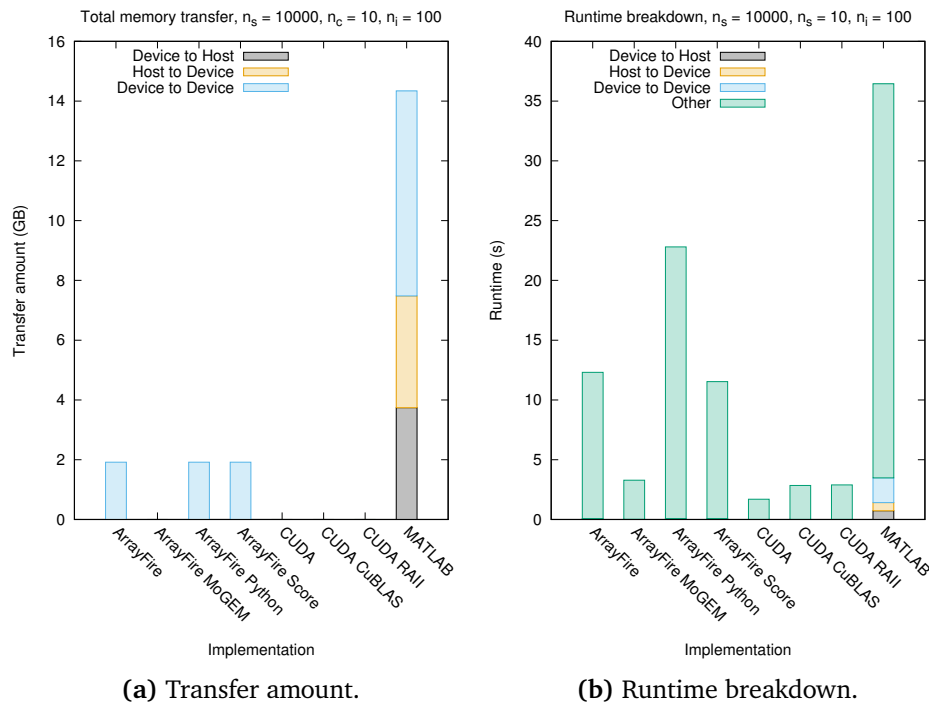 Total memory transfer, n_s = 10000, n_c = 10, n_i = 100
Device to Host
Host to Device
Device to Device
16
14
12
10
8
6
4
2
0
Transfer amount (GB)
ArrayFire
ArrayFire MoGEM
ArrayFire Python
ArrayFire Score
CUDA
CUDA CuBLAS
CUDA RAII
MATLAB
Implementation
(a) Transfer amount.
Runtime breakdown, n_s = 10000, n_s = 10, n_i = 100
Device to Host
Host to Device
Device to Device
Other
40
35
30
25
20
15
10
5
0
Runtime (s)
ArrayFire
ArrayFire MoGEM
ArrayFire Python
ArrayFire Score
CUDA
CUDA CuBLAS
CUDA RAII
MATLAB
Implementation
(b) Runtime breakdown.